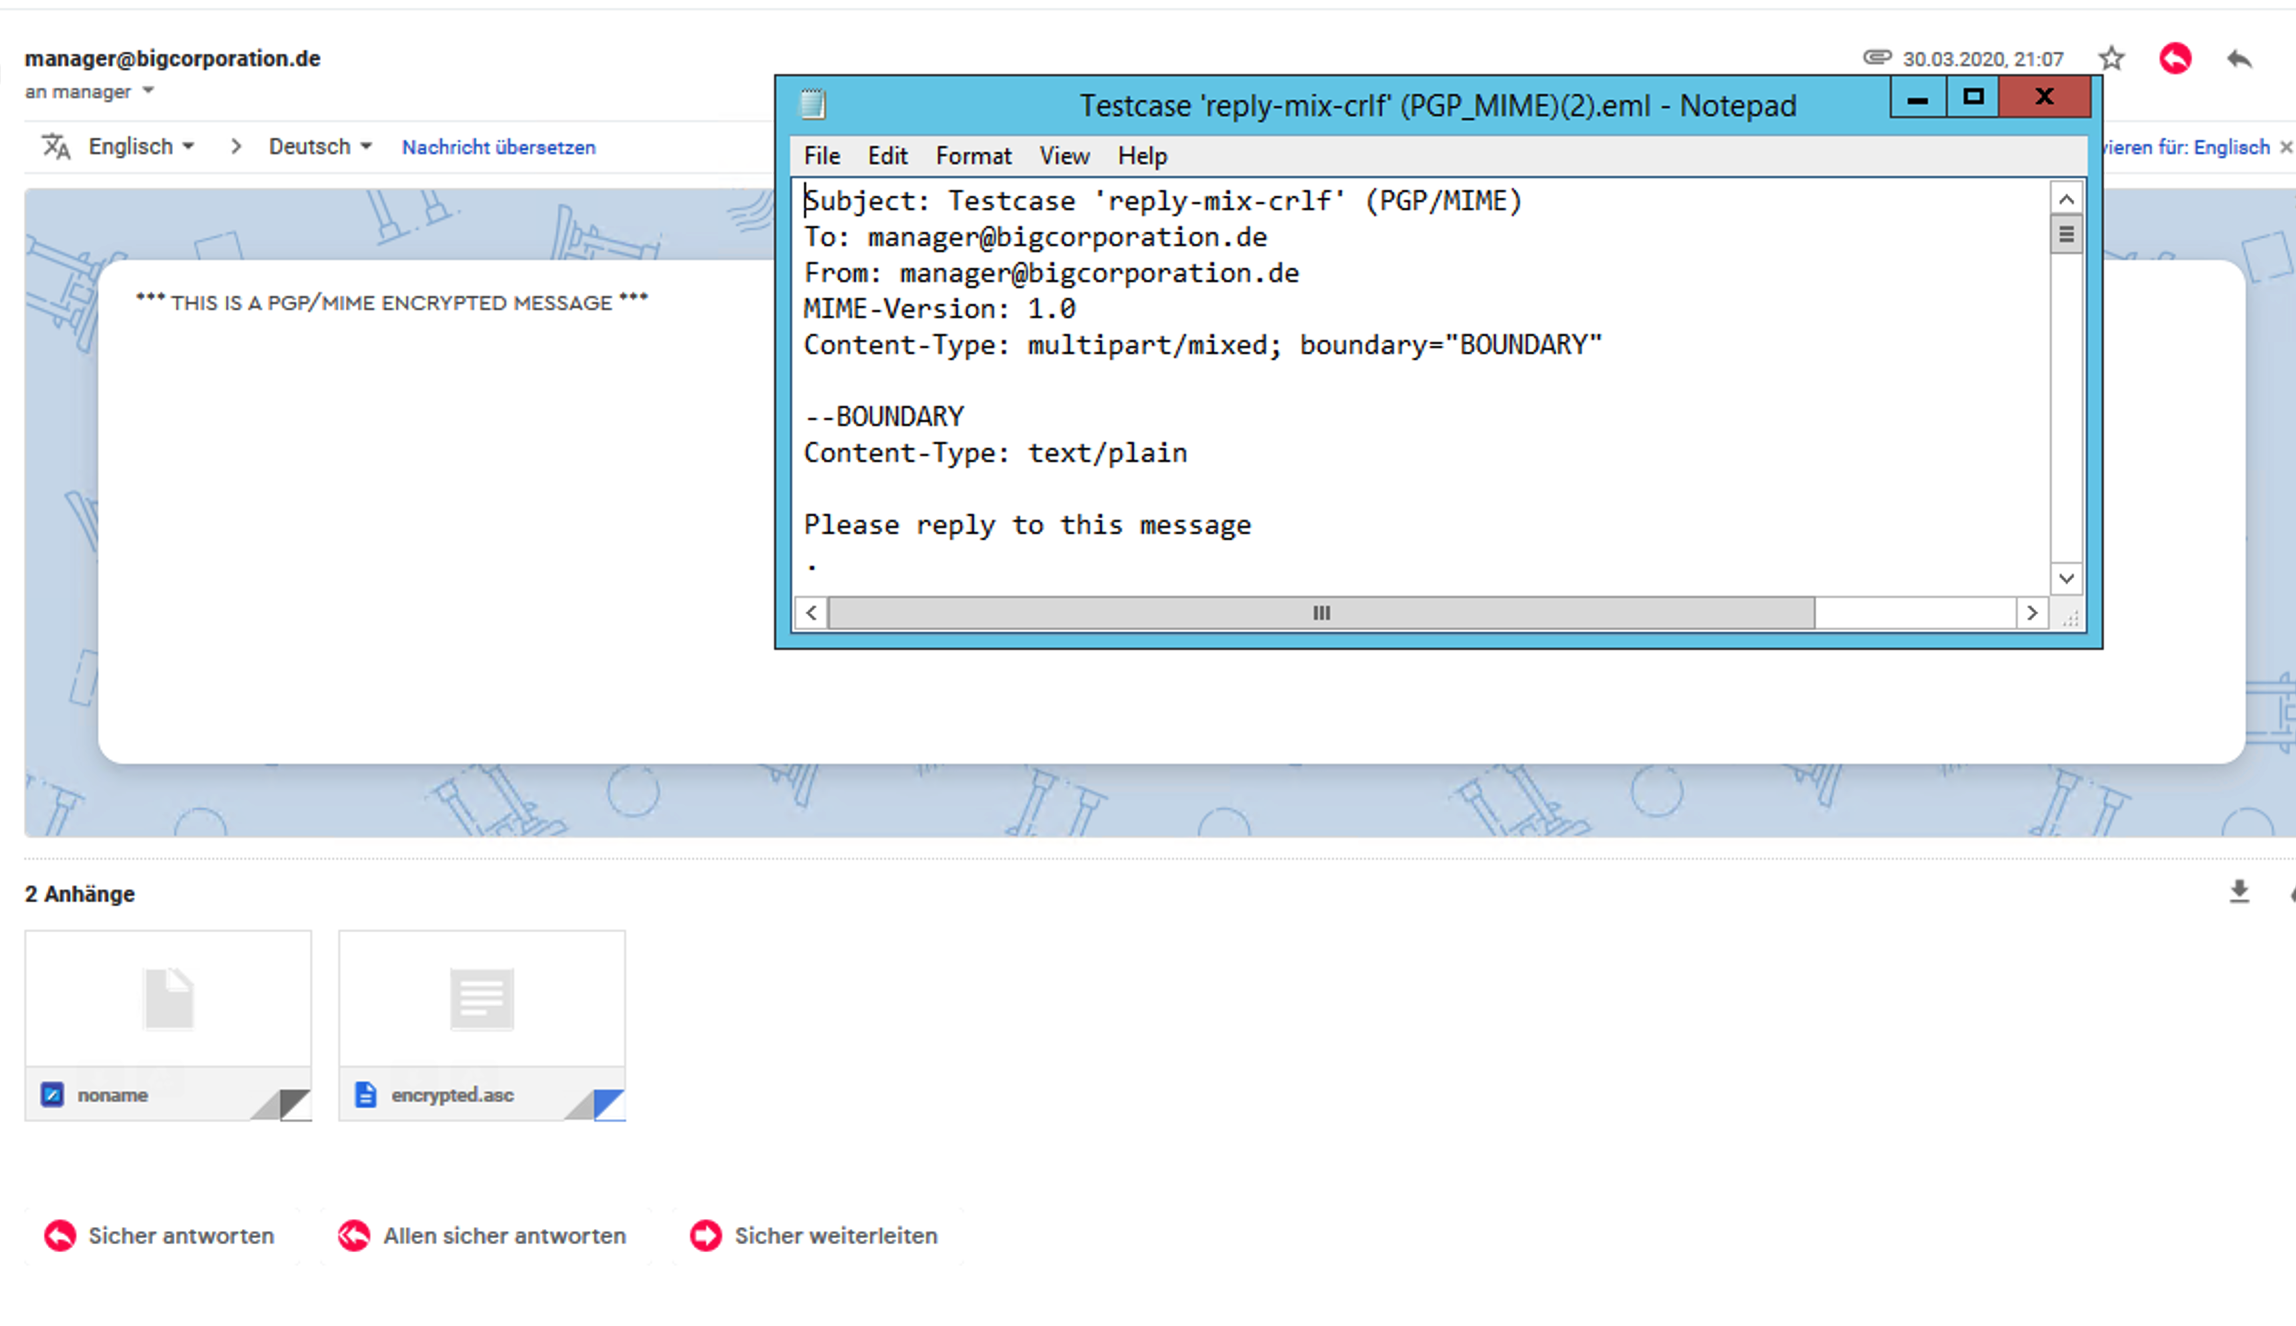 manager@bigcorporation.de
30.03.2020, 21:07
an manager
Englisch > Deutsch Nachricht übersetzen
vieren für: Englisch ×
Testcase 'reply-mix-crlf' (PGP_MIME)(2).eml - Notepad
File Edit Format View Help
Subject: Testcase 'reply-mix-crlf' (PGP/MIME)
To: manager@bigcorporation.de
From: manager@bigcorporation.de
MIME-Version: 1.0
Content-Type: multipart/mixed; boundary="BOUNDARY"
--BOUNDARY
Content-Type: text/plain
Please reply to this message
.
*** THIS IS A PGP/MIME ENCRYPTED MESSAGE ***
2 Anhänge
noname
encrypted.asc
Sicher antworten
Allen sicher antworten
Sicher weiterleiten